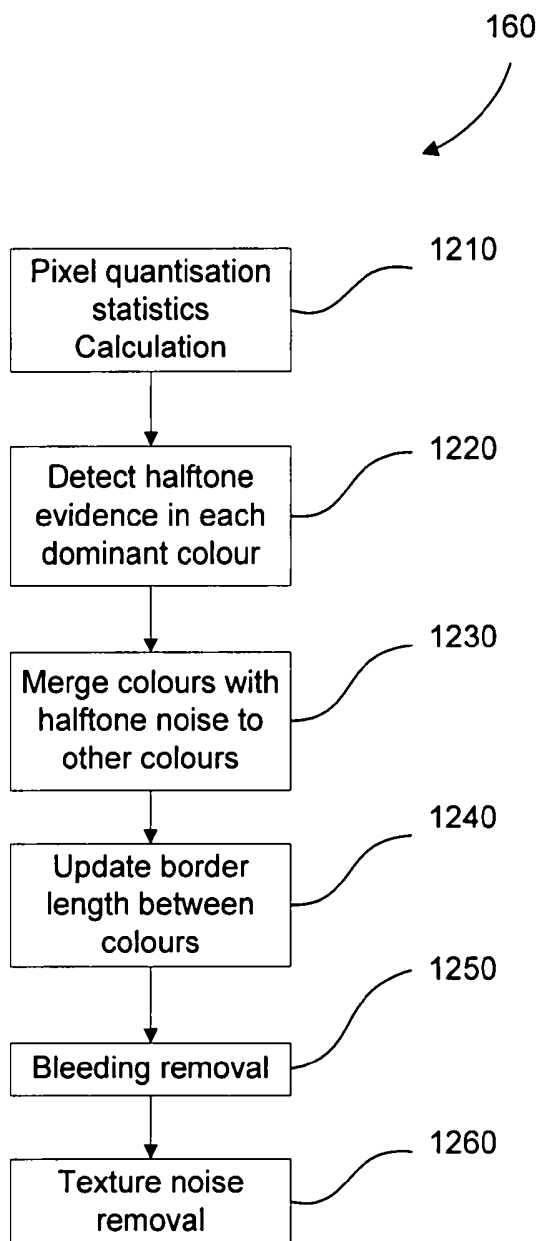 160
1210
Pixel quantisation
statistics
Calculation
1220
Detect halftone
evidence in each
dominant colour
1230
Merge colours with
halftone noise to
other colours
1240
Update border
length between
colours
1250
Bleeding removal
1260
Texture noise
removal